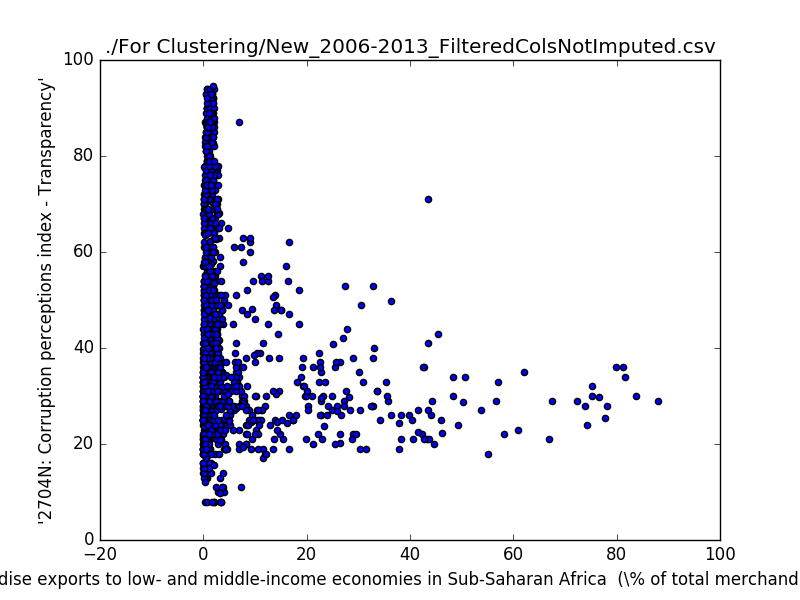 ./For Clustering/New_2006-2013_FilteredColsNotImputed.csv
'2704N: Corruption perceptions index - Transparency'
100
80
60
40
20
0
−20 0 20 40 60 80 100
dise exports to low- and middle-income economies in Sub-Saharan Africa (\% of total merchand